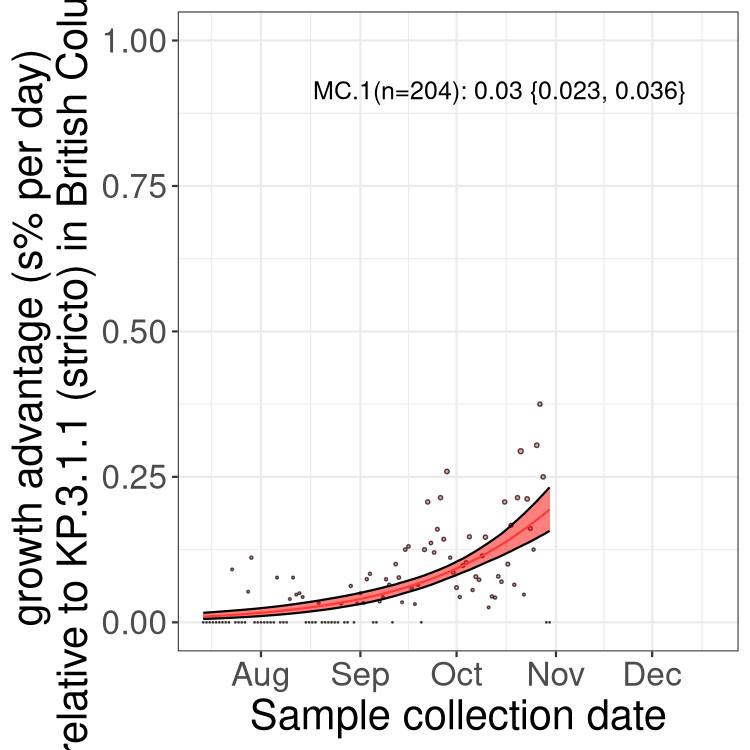 growth advantage (s% per day)
relative to KP.3.1.1 (stricto) in British
1.00
0.75
0.50
0.25
0.00
MC.1(n=204): 0.03 {0.023, 0.036}
Aug Sep Oct Nov Dec
Sample collection date